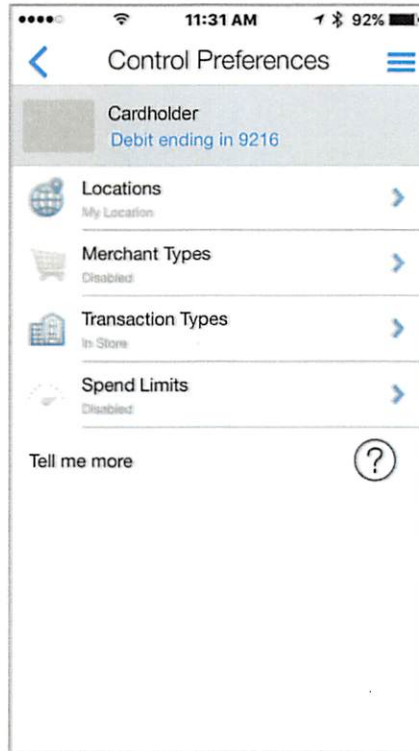 11:31 AM 92%
Control Preferences
Cardholder
Debit ending in 9216
Locations
My Location
Merchant Types
Disabled
Transaction Types
In Store
Spend Limits
Disabled
Tell me more ?